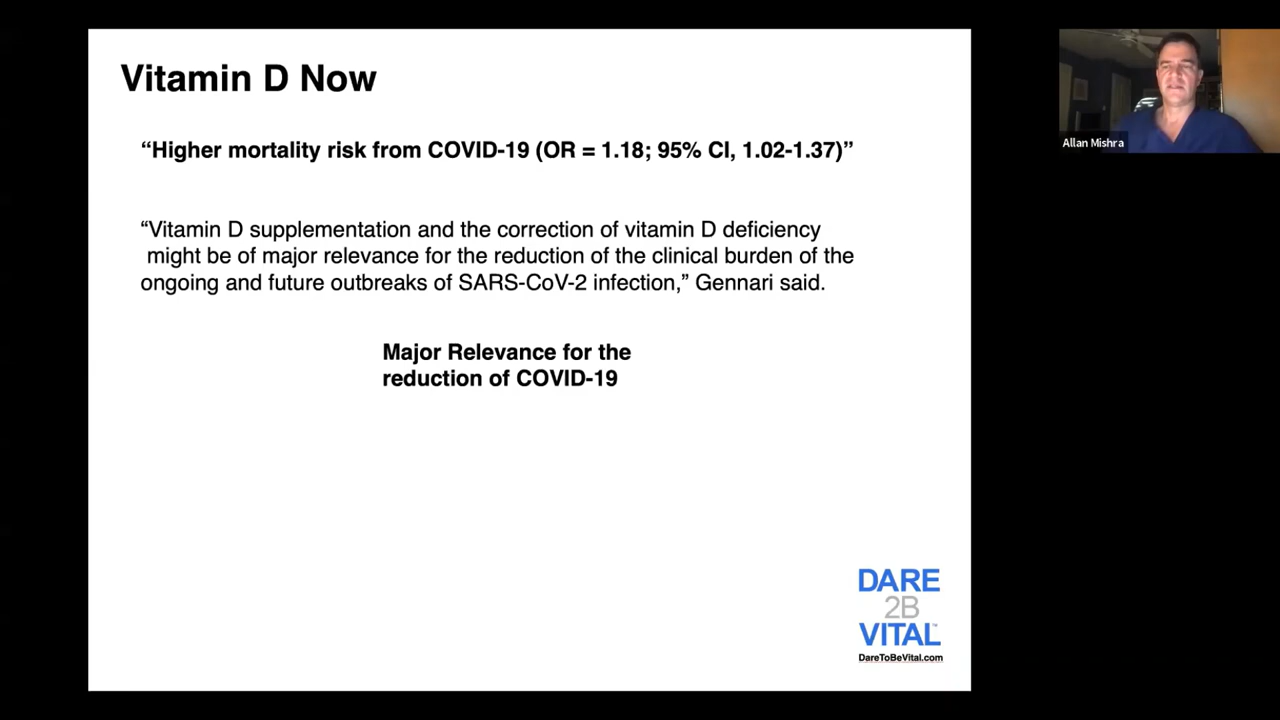 Vitamin D Now
“Higher mortality risk from COVID-19 (OR = 1.18; 95% CI, 1.02-1.37)”
“Vitamin D supplementation and the correction of vitamin D deficiency
might be of major relevance for the reduction of the clinical burden of the
ongoing and future outbreaks of SARS-CoV-2 infection,” Gennari said.
Major Relevance for the
reduction of COVID-19
DARE
2B
VITAL™
DareToBeVital.com
Allan Mishra